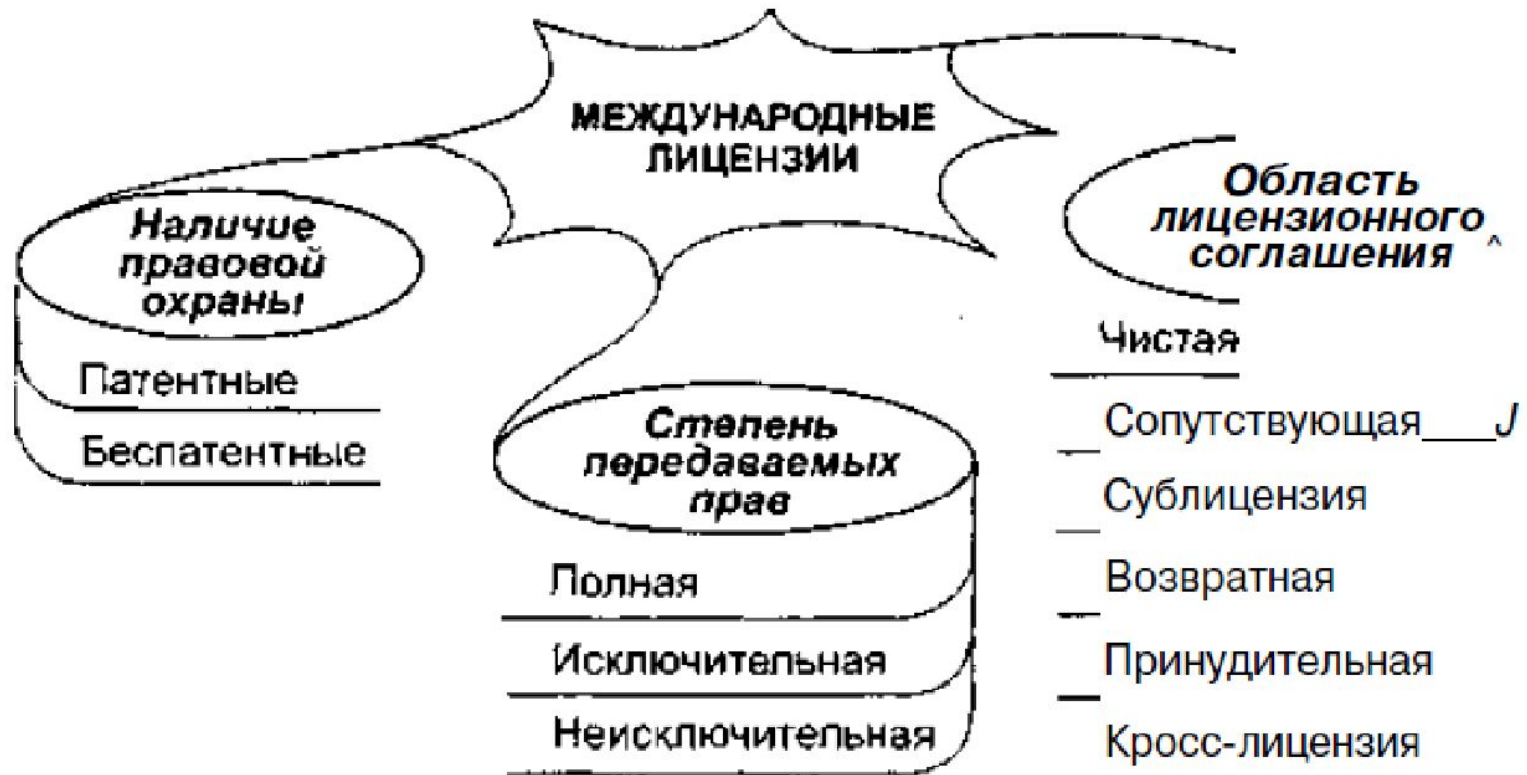 МЕЖДУНАРОДНЫЕ
ЛИЦЕНЗИИ
Наличие
правовой
охраны
Патентные
Беспатентные
Степень
передаваемых
прав
Полная
Исключительная
Неисключительная
Область
лицензионного
соглашения ^
Чистая
Сопутствующая___J
Сублицензия
Возвратная
Принудительная
Кросс-лицензия